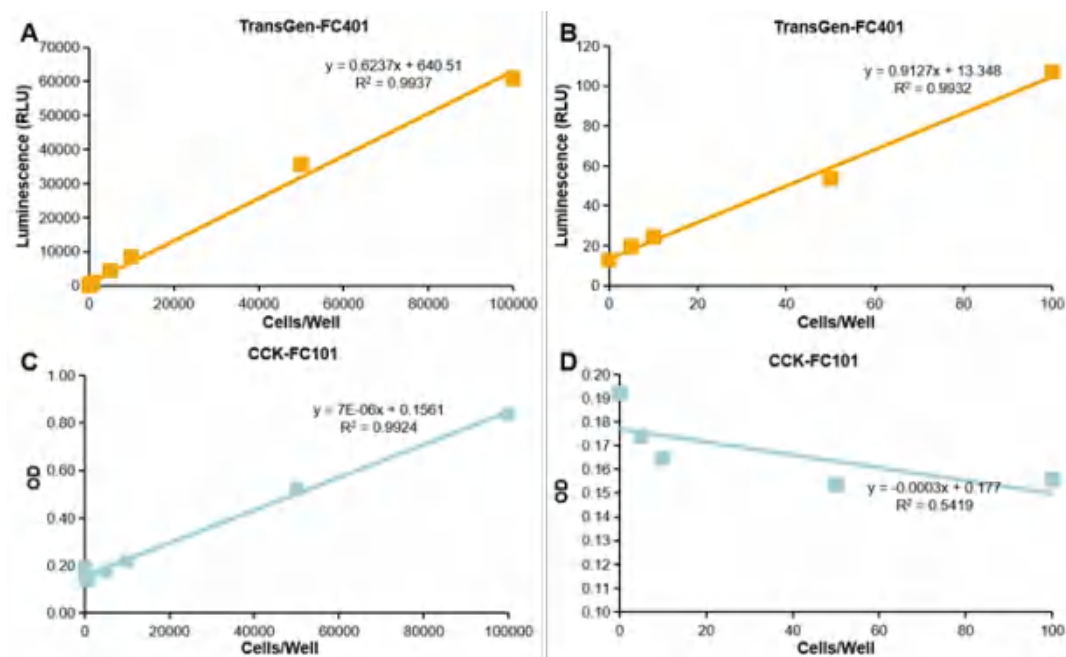 A
TransGen-FC401
y = 0.6237x + 640.51
R² = 0.9937
Luminescence (RLU)
70000
60000
50000
40000
30000
20000
10000
0
0 20000 40000 60000 80000 100000
Cells/Well
B
TransGen-FC401
y = 0.9127x + 13.348
R² = 0.9932
Luminescence (RLU)
120
100
80
60
40
20
0
0 20 40 60 80 100
Cells/Well
C
CCK-FC101
y = 7E-06x + 0.1561
R² = 0.9924
OD
1.00
0.80
0.60
0.40
0.20
0.00
0 20000 40000 60000 80000 100000
Cells/Well
D
CCK-FC101
y = -0.0003x + 0.177
R² = 0.5419
OD
0.20
0.19
0.18
0.17
0.16
0.15
0.14
0.13
0.12
0.11
0.10
0 20 40 60 80 100
Cells/Well